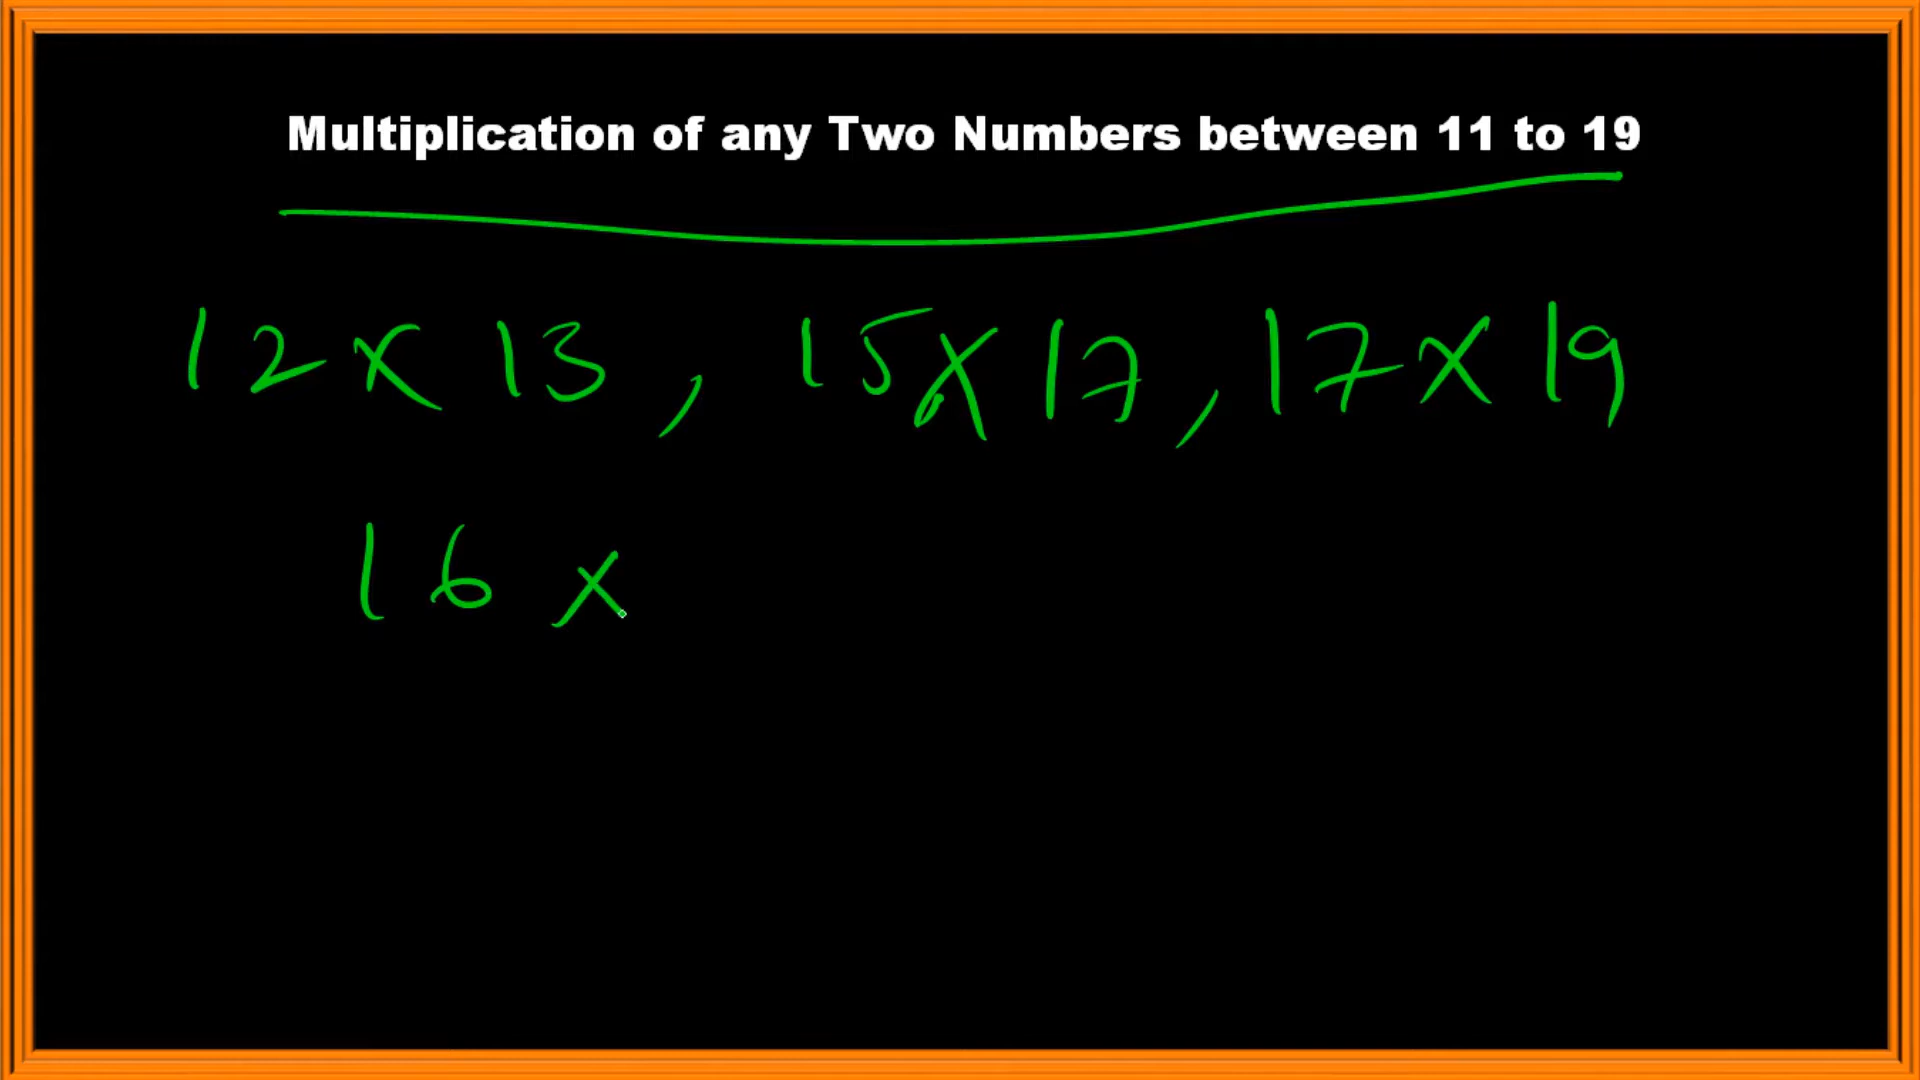 Multiplication of any Two Numbers between 11 to 19
12 x 13 , 15 x 17 , 17 x 19
16 x